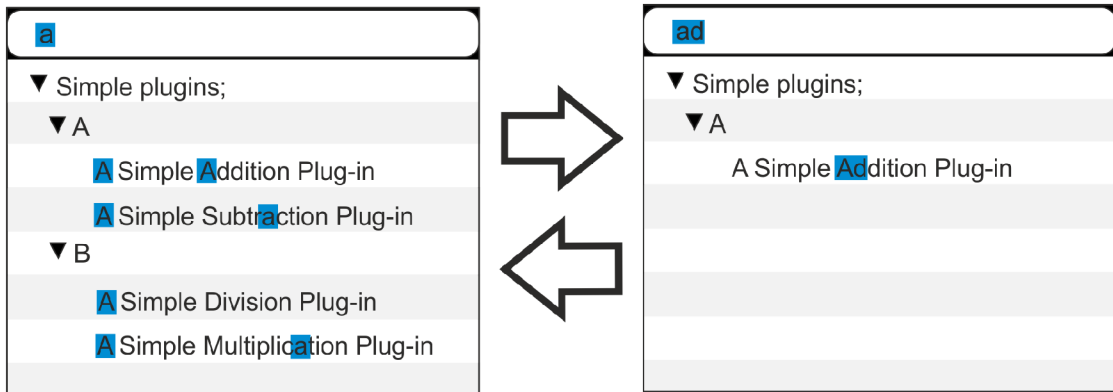 a
Simple plugins;
A
A Simple Addition Plug-in
A Simple Subtraction Plug-in
B
A Simple Division Plug-in
A Simple Multiplication Plug-in
ad
Simple plugins;
A
A Simple Addition Plug-in